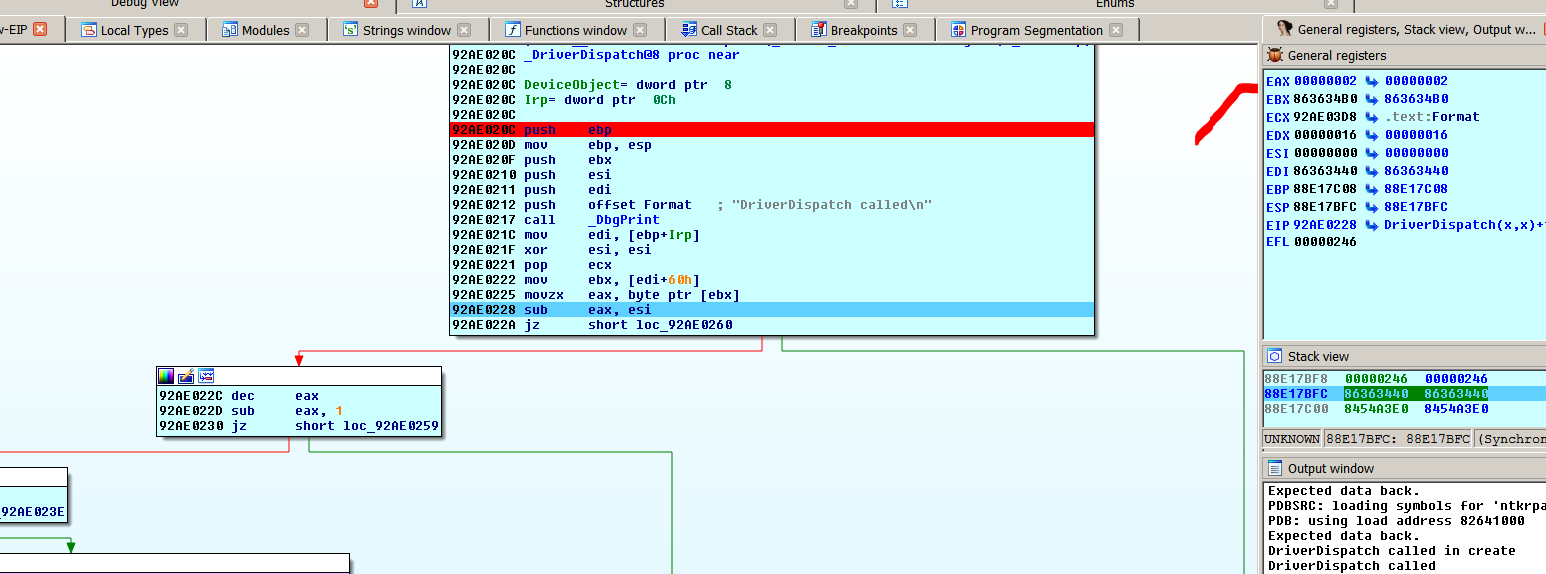 Debug View
Structures
Enums
w-EIP
Local Types
Modules
Strings window
Functions window
Call Stack
Breakpoints
Program Segmentation
General registers, Stack view, Output w...
92AE020C _DriverDispatch@8 proc near
92AE020C
92AE020C DeviceObject= dword ptr 8
92AE020C Irp= dword ptr 0Ch
92AE020C
92AE020C push ebp
92AE020D mov ebp, esp
92AE020F push ebx
92AE0210 push esi
92AE0211 push edi
92AE0212 push offset Format ; "DriverDispatch called\n"
92AE0217 call _DbgPrint
92AE021C mov edi, [ebp+Irp]
92AE021F xor esi, esi
92AE0221 pop ecx
92AE0222 mov ebx, [edi+60h]
92AE0225 movzx eax, byte ptr [ebx]
92AE0228 sub eax, esi
92AE022A jz short loc_92AE0260
92AE022C dec eax
92AE022D sub eax, 1
92AE0230 jz short loc_92AE0259
_92AE023E
General registers
EAX 00000002 00000002
EBX 863634B0 863634B0
ECX 92AE03D8 .text:Format
EDX 00000016 00000016
ESI 00000000 00000000
EDI 86363440 86363440
EBP 88E17C08 88E17C08
ESP 88E17BFC 88E17BFC
EIP 92AE0228 DriverDispatch(x,x)+
EFL 00000246
Stack view
88E17BF8 00000246 00000246
88E17BFC 86363440 86363440
88E17C00 8454A3E0 8454A3E0
UNKNOWN 88E17BFC: 88E17BFC (Synchron
Output window
Expected data back.
PDBSRC: loading symbols for 'ntkrpa
PDB: using load address 82641000
Expected data back.
DriverDispatch called in create
DriverDispatch called